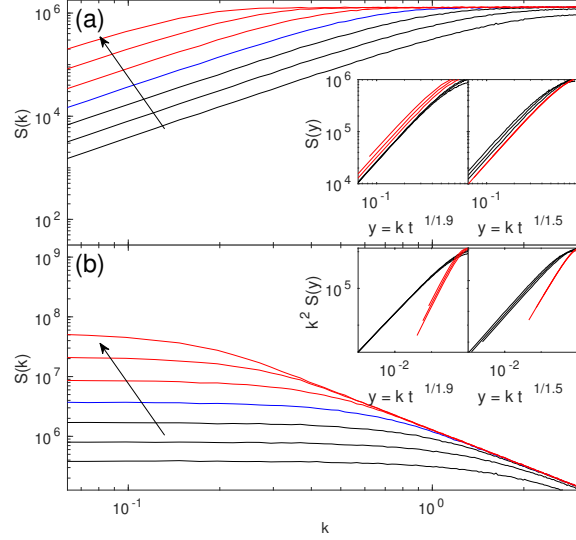 (a)
S(k)
10^6
10^4
10^2
S(y)
10^6
10^5
10^4
10^-1
10^-1
y = k t ^1/1.9
y = k t ^1/1.5
(b)
S(k)
10^9
10^8
10^7
10^6
k^2 S(y)
10^5
10^-2
10^-2
y = k t ^1/1.9
y = k t ^1/1.5
10^-1
10^0
k